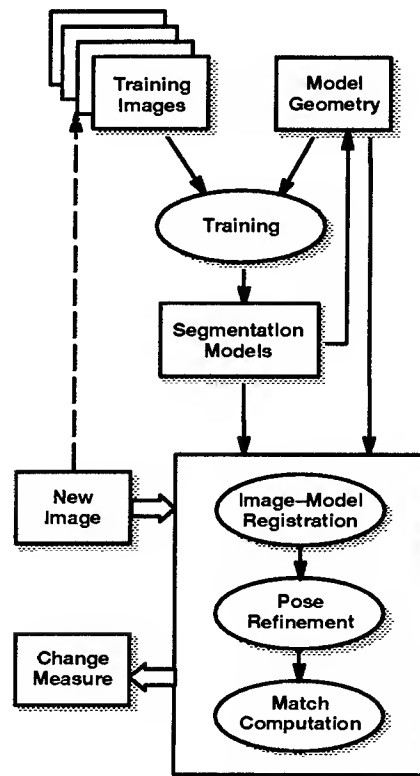 Training
Images
Model
Geometry
Training
Segmentation
Models
New
Image
Image–Model
Registration
Pose
Refinement
Change
Measure
Match
Computation